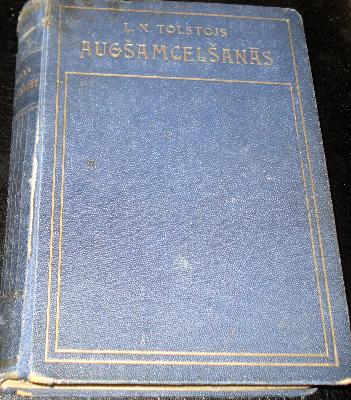 L. N. TOLSTOJS
AUGŠAMCELŠANĀS